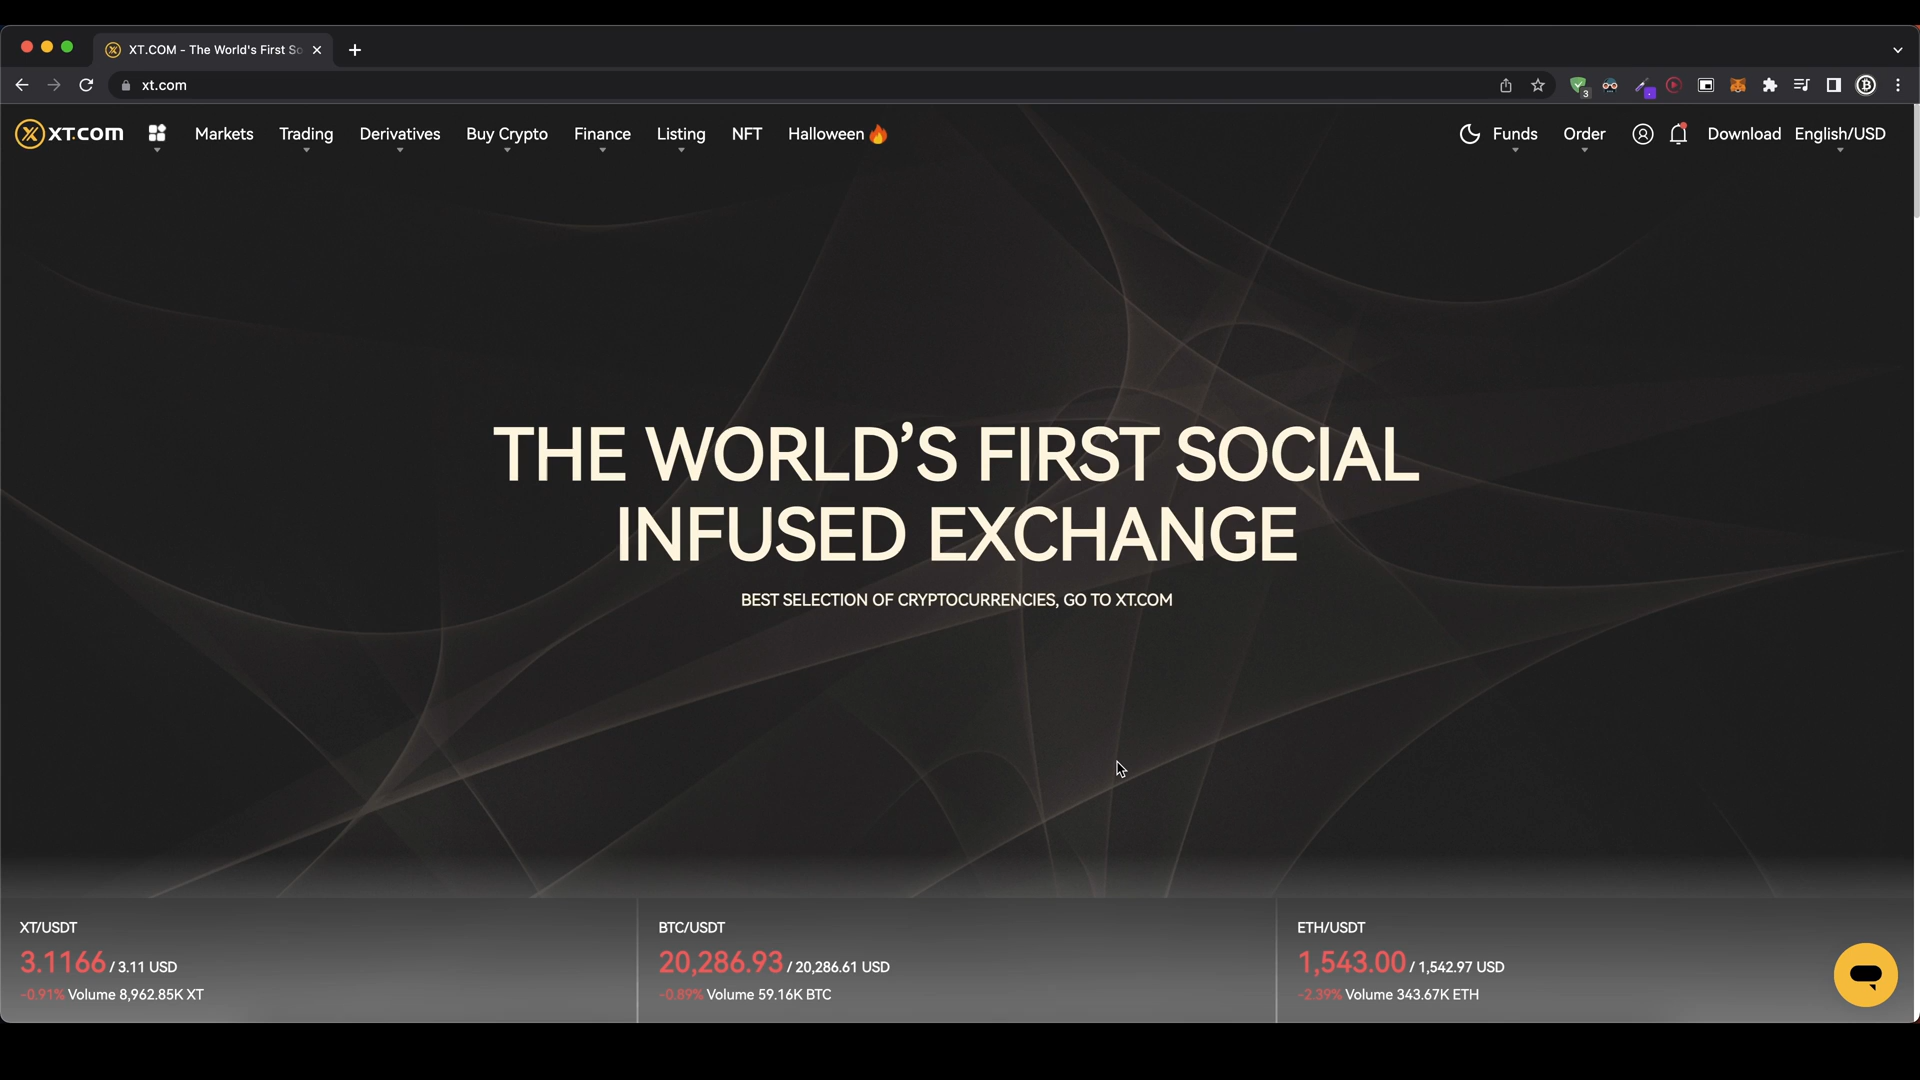 XT.COM - The World's First So
xt.com
3
XT.COM
Markets
Trading
Derivatives
Buy Crypto
Finance
Listing
NFT
Halloween🔥
Funds
Order
Download
English/USD
THE WORLD’S FIRST SOCIAL
INFUSED EXCHANGE
BEST SELECTION OF CRYPTOCURRENCIES, GO TO XT.COM
XT/USDT
3.1166 / 3.11 USD
-0.91% Volume 8,962.85K XT
BTC/USDT
20,286.93 / 20,286.61 USD
-0.89% Volume 59.16K BTC
ETH/USDT
1,543.00 / 1,542.97 USD
-2.39% Volume 343.67K ETH